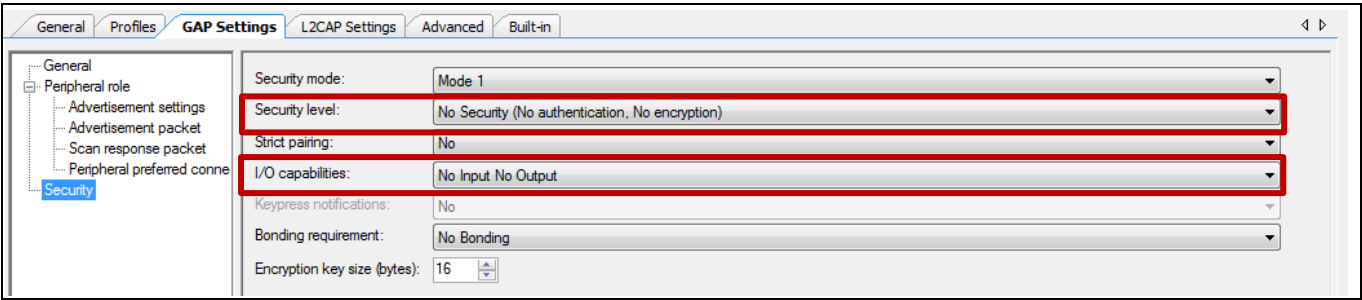 General Profiles GAP Settings L2CAP Settings Advanced Built-in
General
Peripheral role
Advertisement settings
Advertisement packet
Scan response packet
Peripheral preferred conne
Security
Security mode: Mode 1
Security level: No Security (No authentication, No encryption)
Strict pairing: No
I/O capabilities: No Input No Output
Keypress notifications: No
Bonding requirement: No Bonding
Encryption key size (bytes): 16